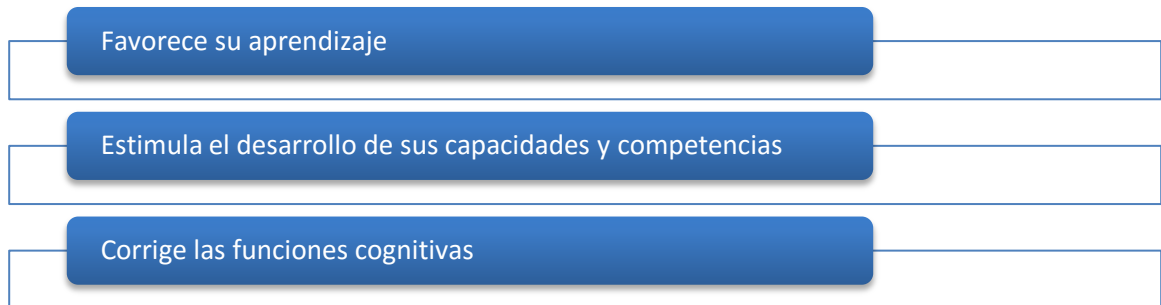 Favorece su aprendizaje
Estimula el desarrollo de sus capacidades y competencias
Corrige las funciones cognitivas